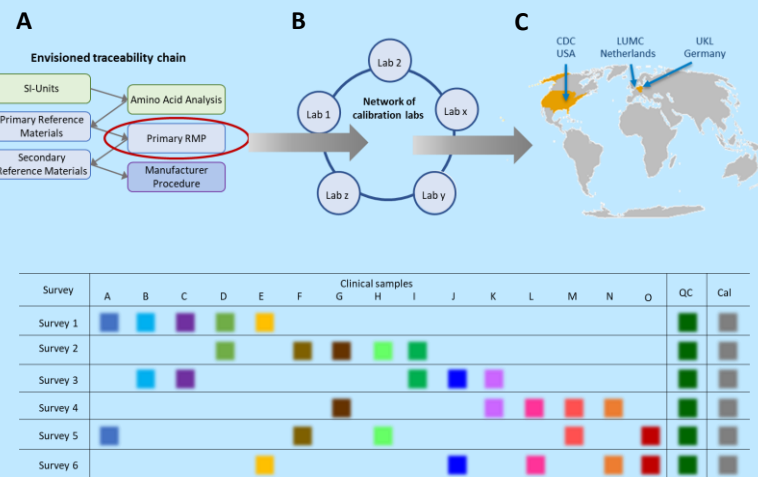 A
B
C
Envisioned traceability chain
SI-Units
Amino Acid Analysis
Primary Reference
Materials
Primary RMP
Secondary
Reference Materials
Manufacturer
Procedure
Lab 2
Lab 1
Network of
calibration labs
Lab x
Lab z
Lab y
CDC
USA
LUMC
Netherlands
UKL
Germany
Survey
Clinical samples
A B C D E F G H I J K L M N O
QC
Cal
Survey 1
Survey 2
Survey 3
Survey 4
Survey 5
Survey 6